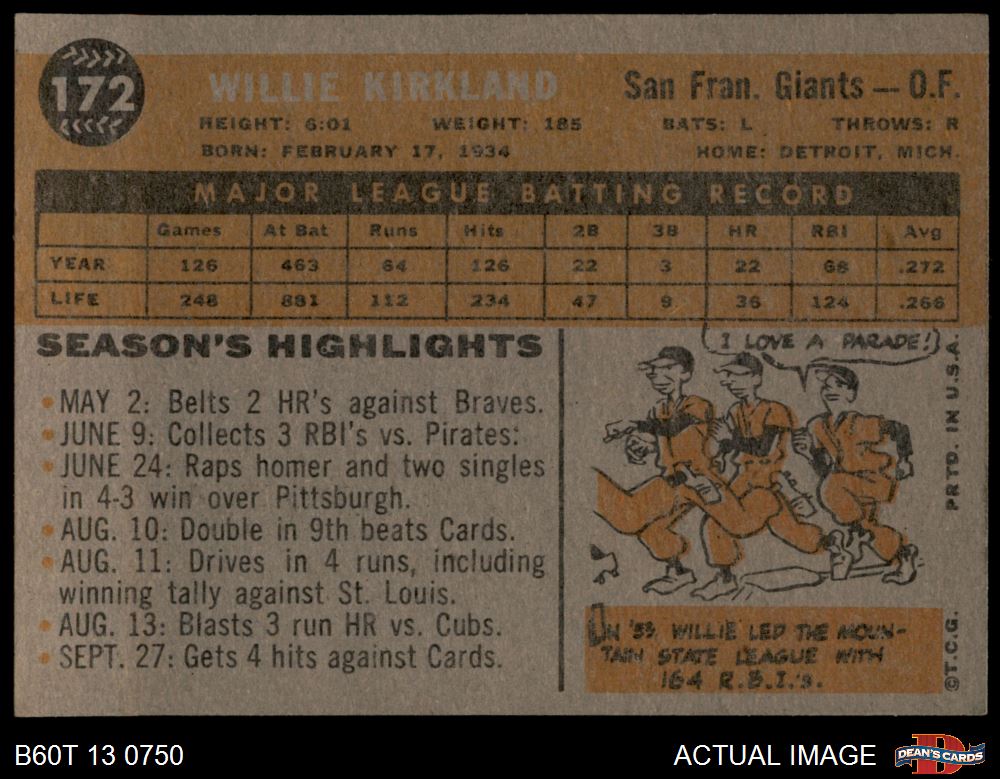 172
WILLIE KIRKLAND
San Fran. Giants — O.F.
HEIGHT: 6:01 WEIGHT: 185 BATS: L THROWS: R
BORN: FEBRUARY 17, 1934 HOME: DETROIT, MICH.
MAJOR LEAGUE BATTING RECORD
Games At Bat Runs Hits 2B 3B HR RBI Avg
YEAR 126 463 64 126 22 3 22 68 .272
LIFE 248 881 112 234 47 9 36 124 .266
SEASON'S HIGHLIGHTS
• MAY 2: Belts 2 HR's against Braves.
• JUNE 9: Collects 3 RBI's vs. Pirates:
• JUNE 24: Raps homer and two singles
in 4-3 win over Pittsburgh.
• AUG. 10: Double in 9th beats Cards.
• AUG. 11: Drives in 4 runs, including
winning tally against St. Louis.
• AUG. 13: Blasts 3 run HR vs. Cubs.
• SEPT. 27: Gets 4 hits against Cards.
I LOVE A PARADE!
IN '53, WILLIE LED THE MOUN-
TAIN STATE LEAGUE WITH
164 R.B.I.'s.
PRTD. IN U.S.A.
©T.C.G.
B60T 13 0750
ACTUAL IMAGE
DEAN'S CARDS